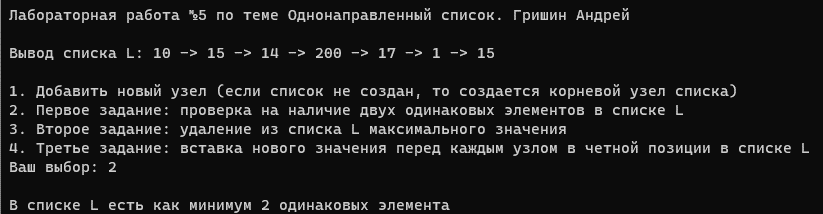 Лабораторная работа №5 по теме Однонаправленный список. Гришин Андрей
Вывод списка L: 10 -> 15 -> 14 -> 200 -> 17 -> 1 -> 15
1. Добавить новый узел (если список не создан, то создается корневой узел списка)
2. Первое задание: проверка на наличие двух одинаковых элементов в списке L
3. Второе задание: удаление из списка L максимального значения
4. Третье задание: вставка нового значения перед каждым узлом в четной позиции в списке L
Ваш выбор: 2
В списке L есть как минимум 2 одинаковых элемента